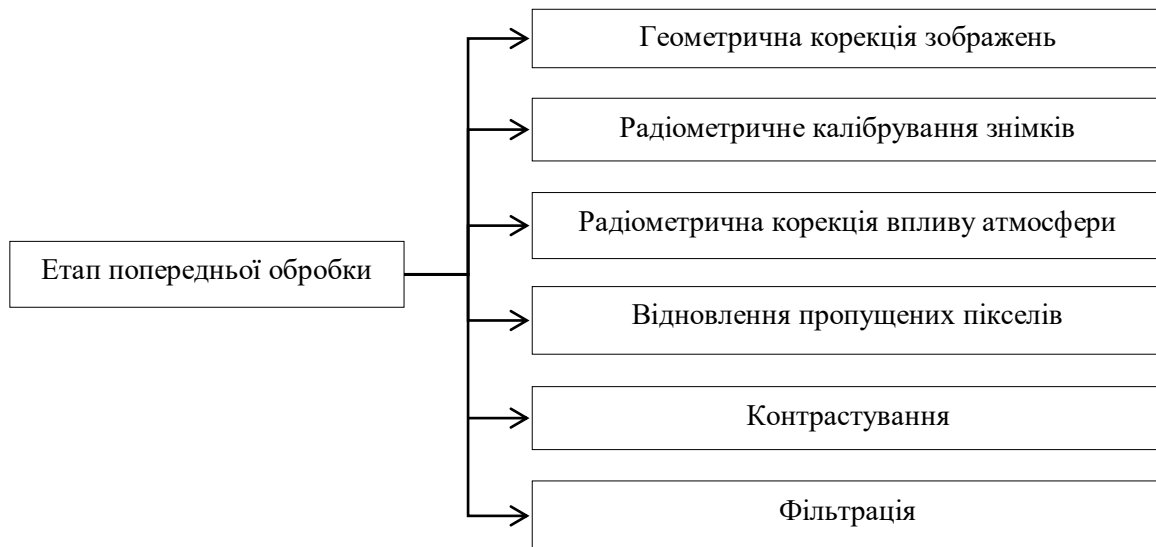 Геометрична корекція зображень
Радіометричне калібрування знімків
Радіометрична корекція впливу атмосфери
Етап попередньої обробки
Відновлення пропущених пікселів
Контрастування
Фільтрація